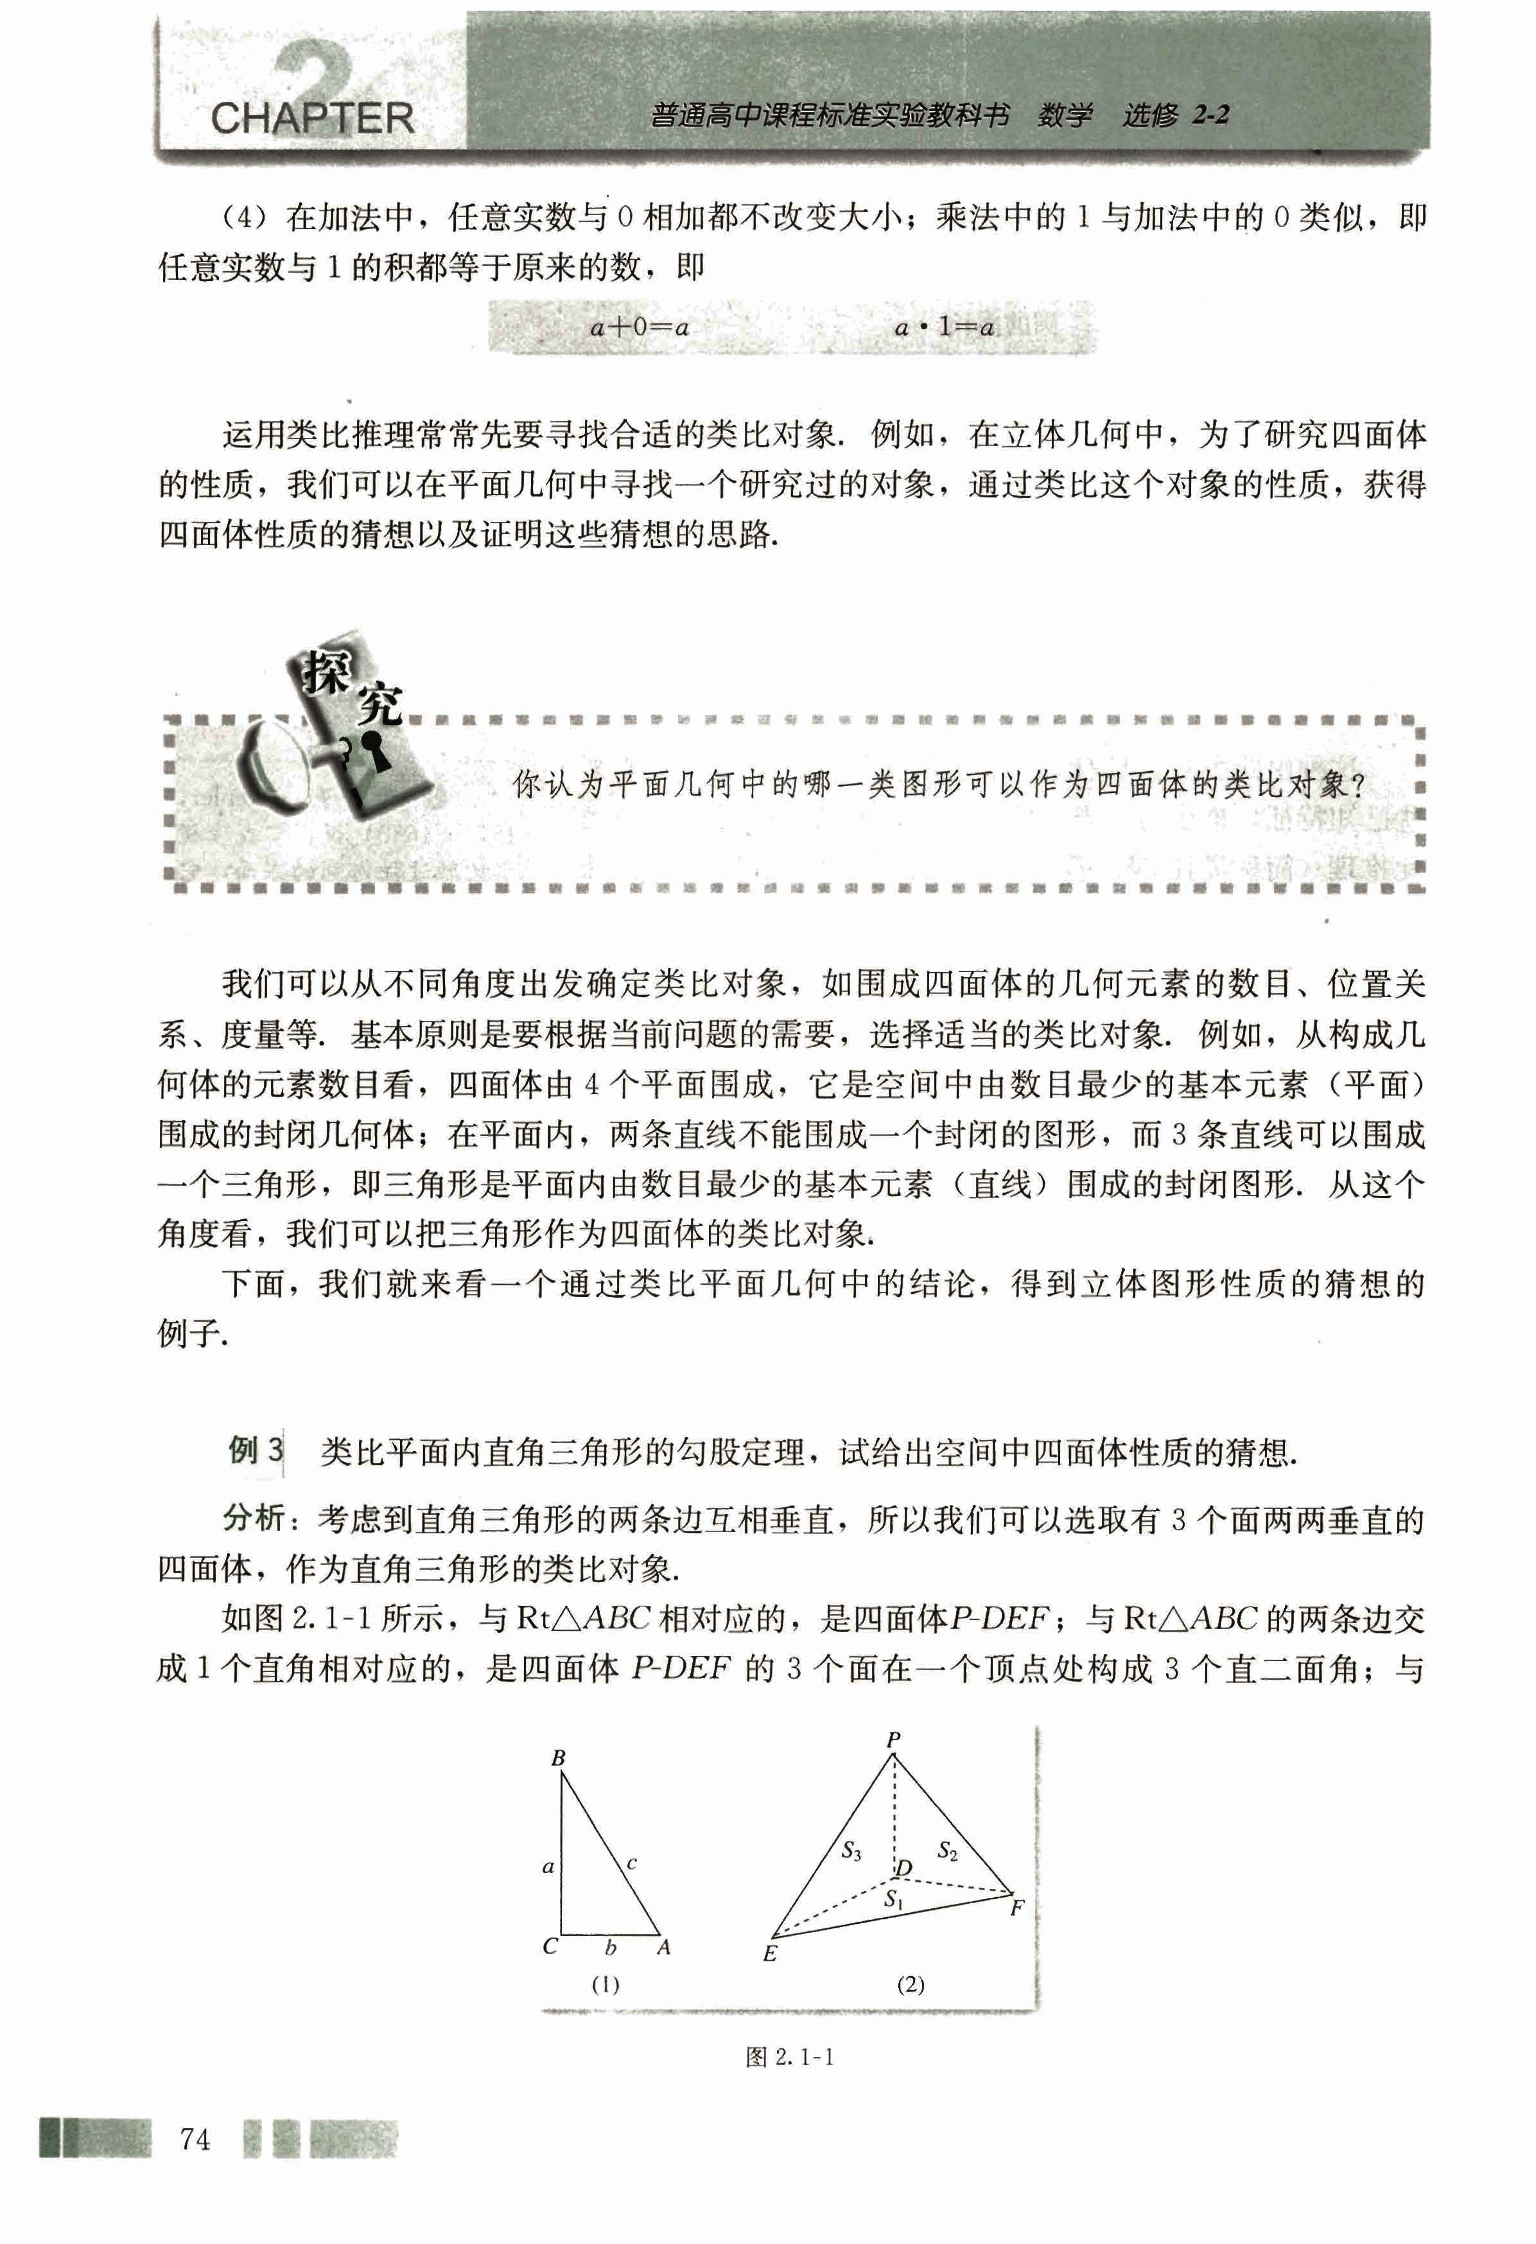 2
CHAPTER
普通高中课程标准实验教科书 数学 选修 2-2
（4）在加法中，任意实数与0相加都不改变大小；乘法中的1与加法中的0类似，即
任意实数与1的积都等于原来的数，即
a+0=a a·1=a
运用类比推理常常先要寻找合适的类比对象．例如，在立体几何中，为了研究四面体
的性质，我们可以在平面几何中寻找一个研究过的对象，通过类比这个对象的性质，获得
四面体性质的猜想以及证明这些猜想的思路．
探究
你认为平面几何中的哪一类图形可以作为四面体的类比对象？
我们可以从不同角度出发确定类比对象，如围成四面体的几何元素的数目、位置关
系、度量等．基本原则是要根据当前问题的需要，选择适当的类比对象．例如，从构成几
何体的元素数目看，四面体由4个平面围成，它是空间中由数目最少的基本元素（平面）
围成的封闭几何体；在平面内，两条直线不能围成一个封闭的图形，而3条直线可以围成
一个三角形，即三角形是平面内由数目最少的基本元素（直线）围成的封闭图形．从这个
角度看，我们可以把三角形作为四面体的类比对象．
下面，我们就来看一个通过类比平面几何中的结论，得到立体图形性质的猜想的
例子．
例3 类比平面内直角三角形的勾股定理，试给出空间中四面体性质的猜想．
分析：考虑到直角三角形的两条边互相垂直，所以我们可以选取有3个面两两垂直的
四面体，作为直角三角形的类比对象．
如图2.1-1所示，与Rt△ABC相对应的，是四面体P-DEF；与Rt△ABC的两条边交
成1个直角相对应的，是四面体P-DEF的3个面在一个顶点处构成3个直二面角；与
B
a
c
C
b
A
(1)
P
S₃
S₂
D
S₁
F
E
(2)
图2.1-1
74